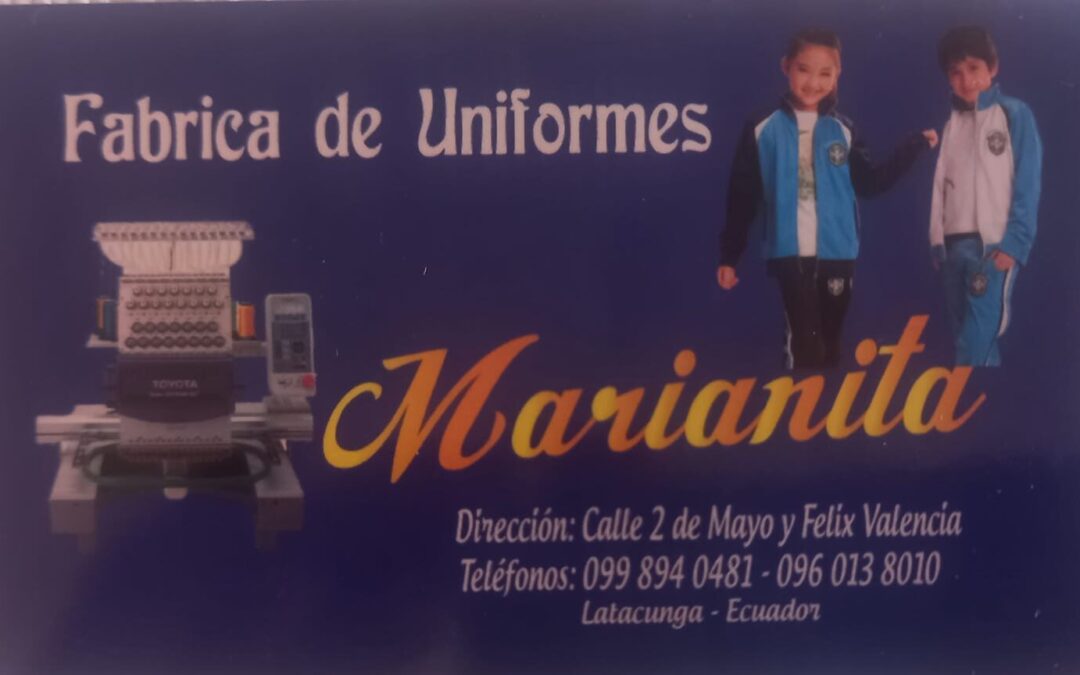 Fabrica de Uniformes
TOYOTA
Marianita
Dirección: Calle 2 de Mayo y Felix Valencia
Teléfonos: 099 894 0481 - 096 013 8010
Latacunga - Ecuador